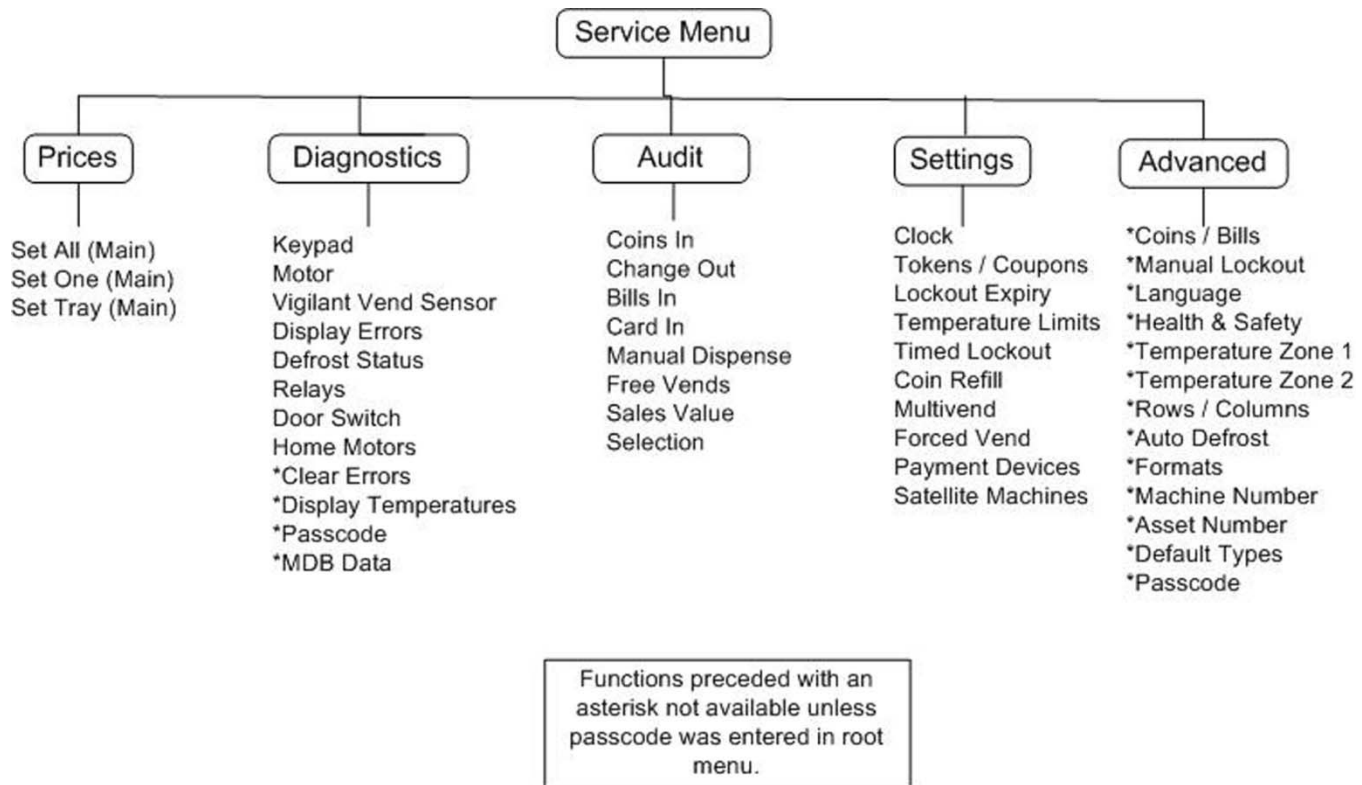 Service Menu
Prices
Diagnostics
Audit
Settings
Advanced
Set All (Main)
Set One (Main)
Set Tray (Main)
Keypad
Motor
Vigilant Vend Sensor
Display Errors
Defrost Status
Relays
Door Switch
Home Motors
*Clear Errors
*Display Temperatures
*Passcode
*MDB Data
Coins In
Change Out
Bills In
Card In
Manual Dispense
Free Vends
Sales Value
Selection
Clock
Tokens / Coupons
Lockout Expiry
Temperature Limits
Timed Lockout
Coin Refill
Multivend
Forced Vend
Payment Devices
Satellite Machines
*Coins / Bills
*Manual Lockout
*Language
*Health & Safety
*Temperature Zone 1
*Temperature Zone 2
*Rows / Columns
*Auto Defrost
*Formats
*Machine Number
*Asset Number
*Default Types
*Passcode
Functions preceded with an
asterisk not available unless
passcode was entered in root
menu.